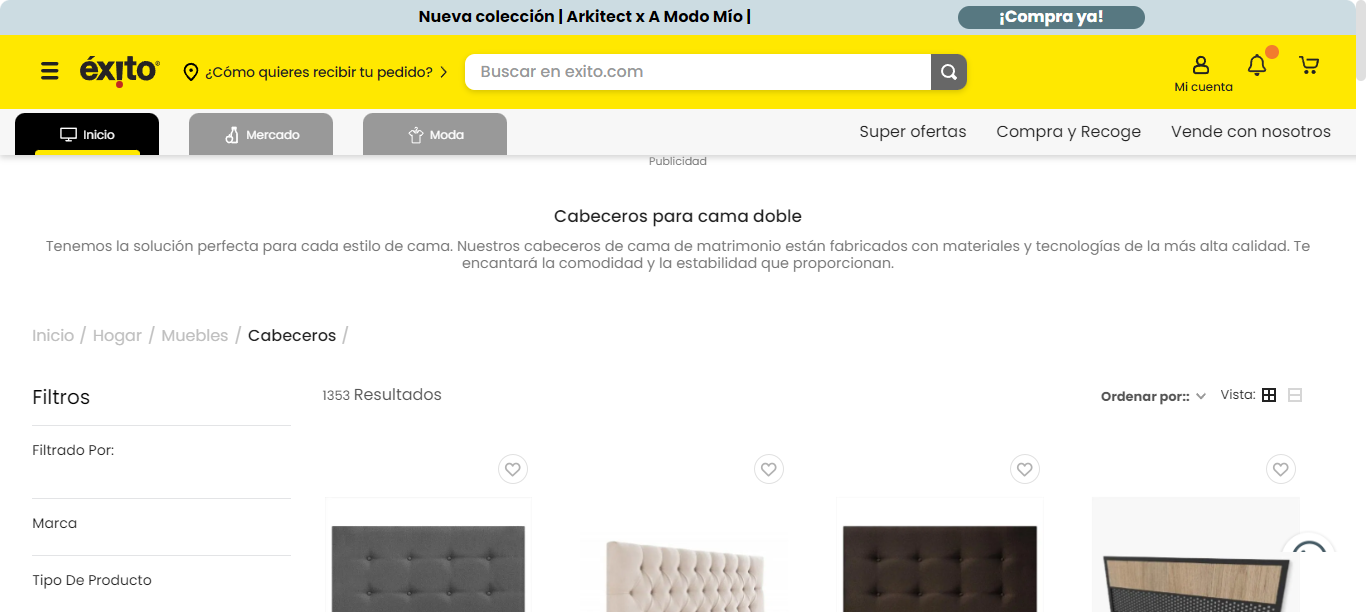 Nueva colección | Arkitect x A Modo Mío |
¡Compra ya!
éxito
¿Cómo quieres recibir tu pedido?
Buscar en exito.com
Mi cuenta
Inicio
Mercado
Moda
Super ofertas
Compra y Recoge
Vende con nosotros
Publicidad
Cabeceros para cama doble
Tenemos la solución perfecta para cada estilo de cama. Nuestros cabeceros de cama de matrimonio están fabricados con materiales y tecnologías de la más alta calidad. Te
encantará la comodidad y la estabilidad que proporcionan.
Inicio / Hogar / Muebles / Cabeceros /
Filtros
1353 Resultados
Ordenar por::
Vista:
Filtrado Por:
Marca
Tipo De Producto